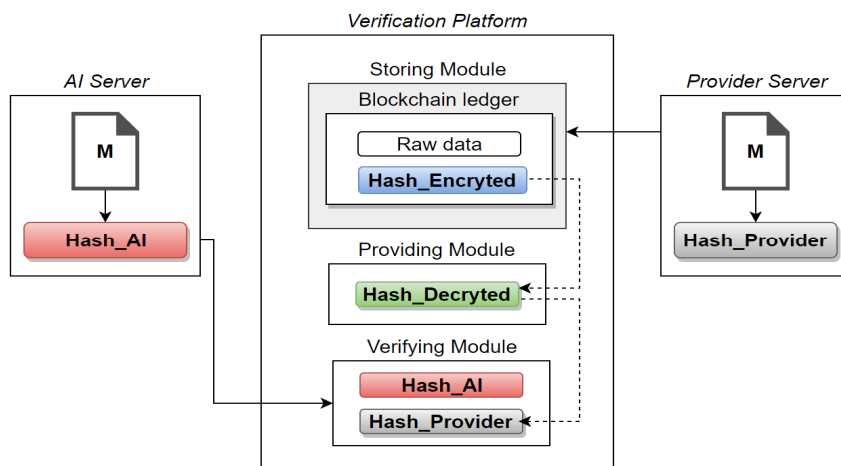 Verification Platform
AI Server
M
Hash_AI
Storing Module
Blockchain ledger
Raw data
Hash_Encryted
Providing Module
Hash_Decryted
Verifying Module
Hash_AI
Hash_Provider
Provider Server
M
Hash_Provider